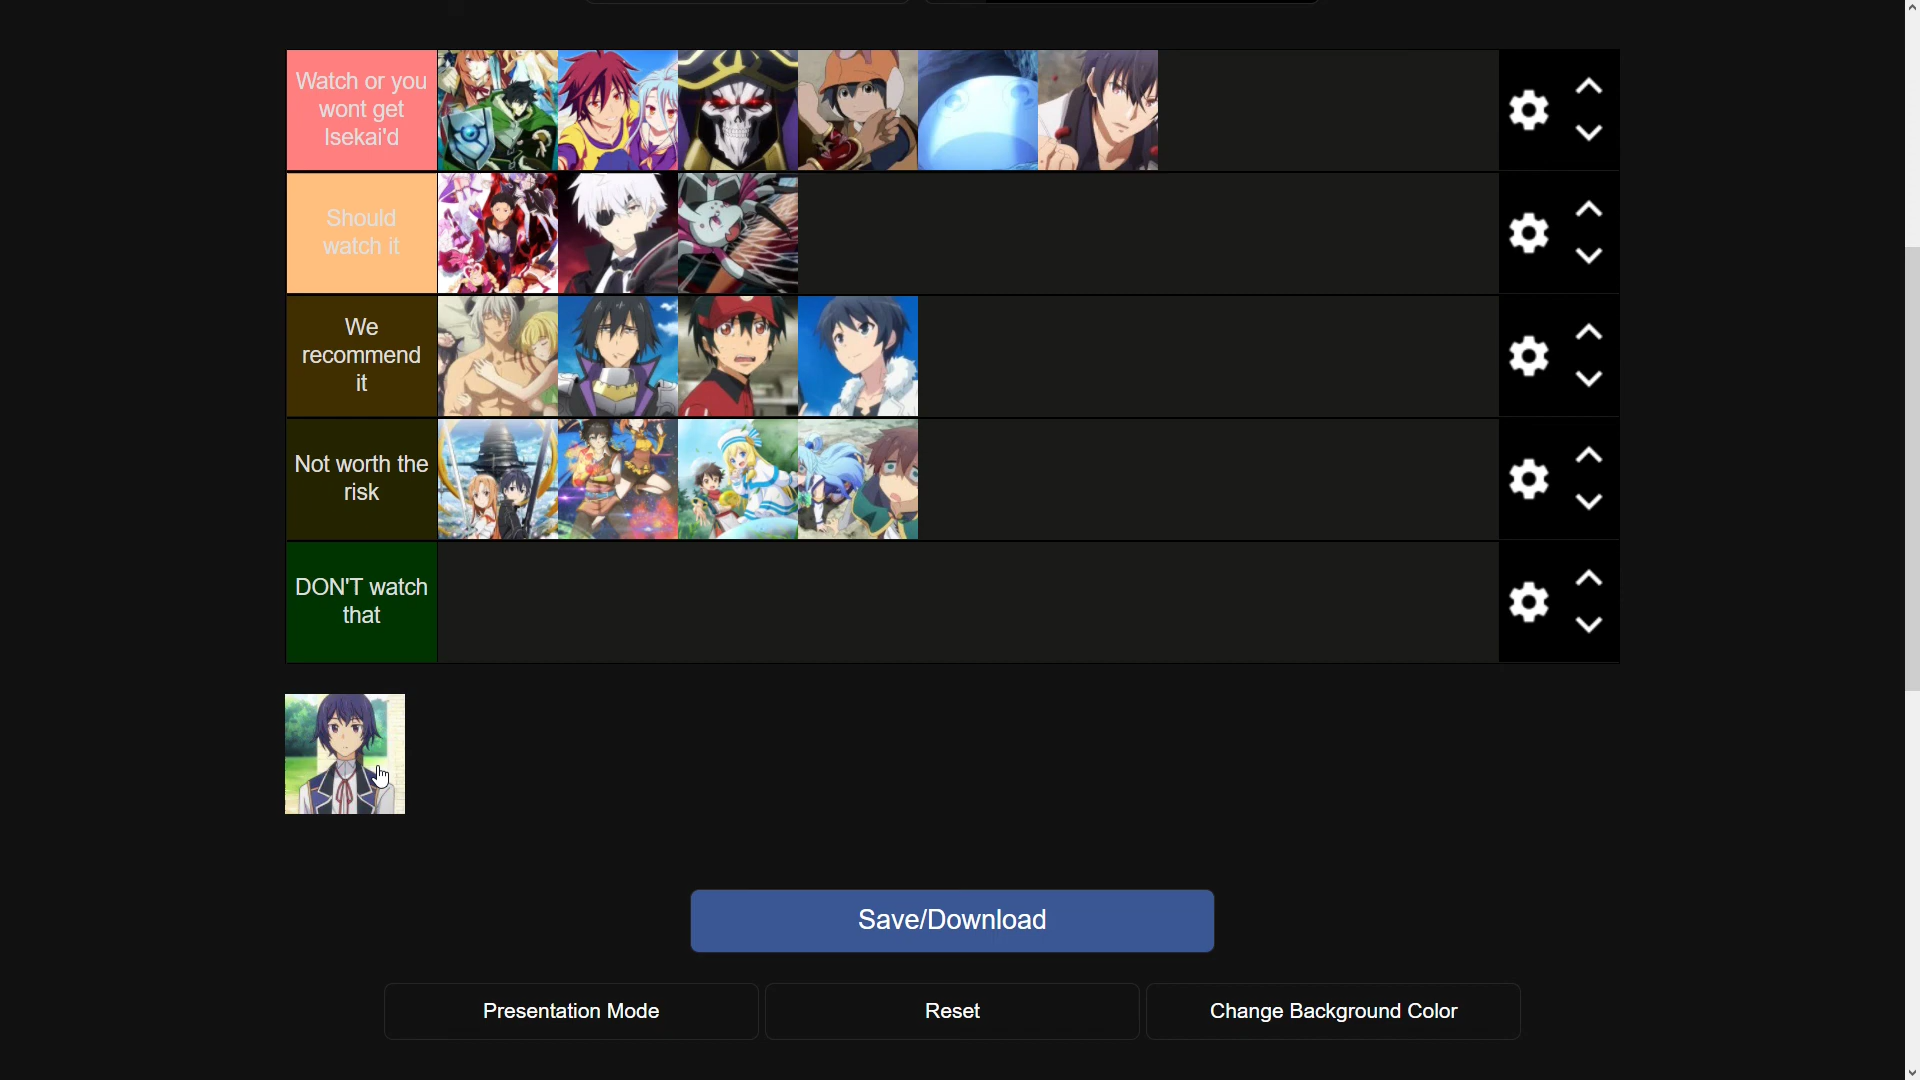 Watch or you
wont get
Isekai'd
Should
watch it
We
recommend
it
Not worth the
risk
DON'T watch
that
Save/Download
Presentation Mode
Reset
Change Background Color